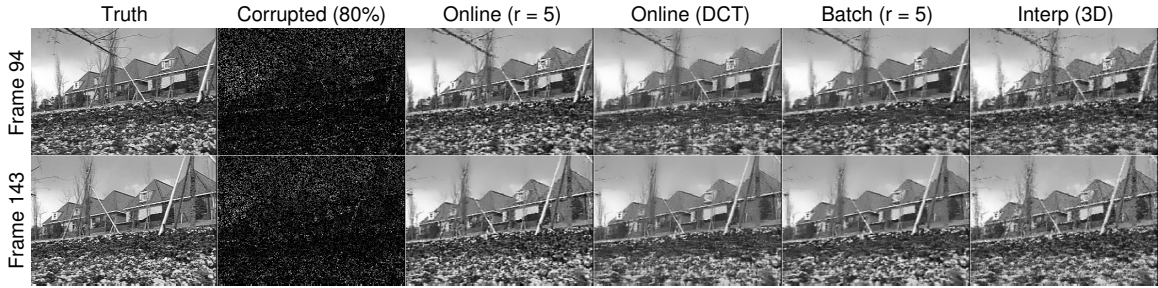 Truth Corrupted (80%) Online (r = 5) Online (DCT) Batch (r = 5) Interp (3D)
Frame 94
Frame 143